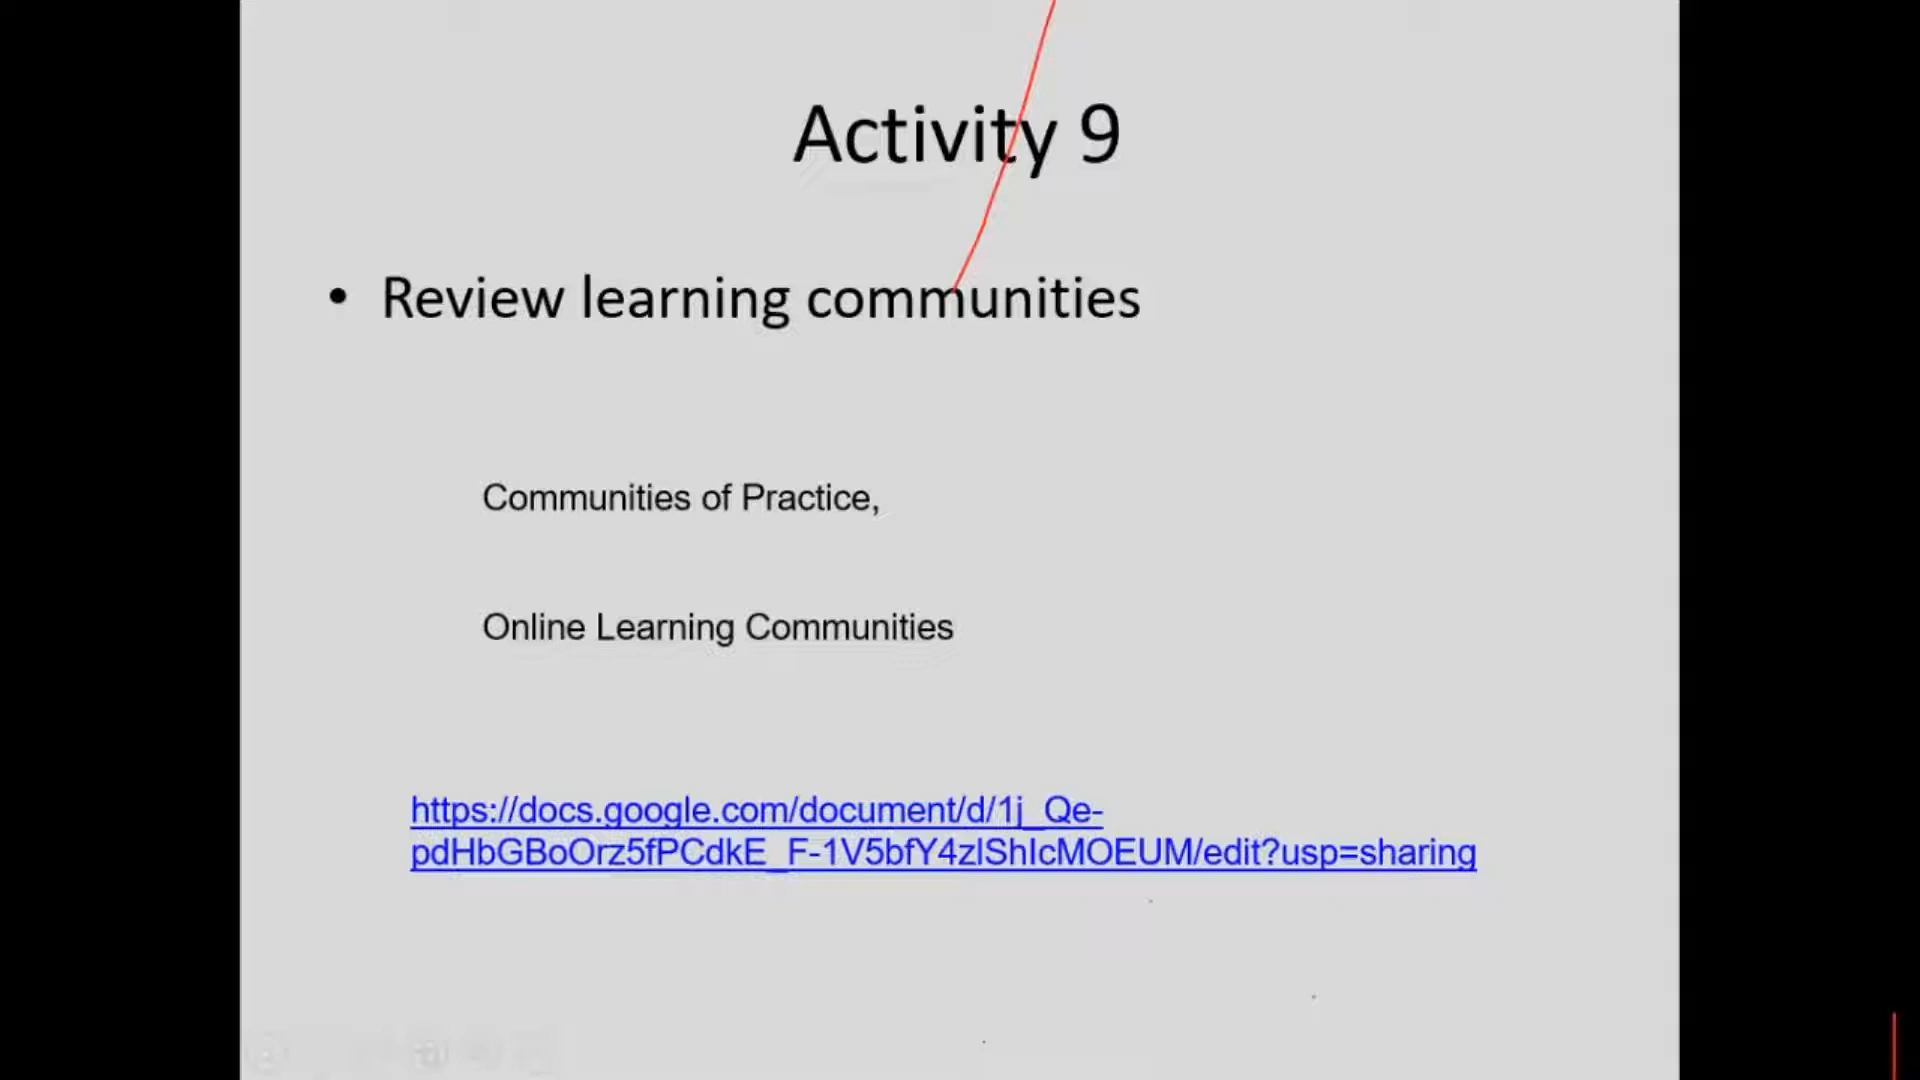 Activity 9
• Review learning communities
Communities of Practice,
Online Learning Communities
https://docs.google.com/document/d/1j_Qe-
pdHbGBoOrz5fPCdkE_F-1V5bfY4zlShIcMOEUM/edit?usp=sharing